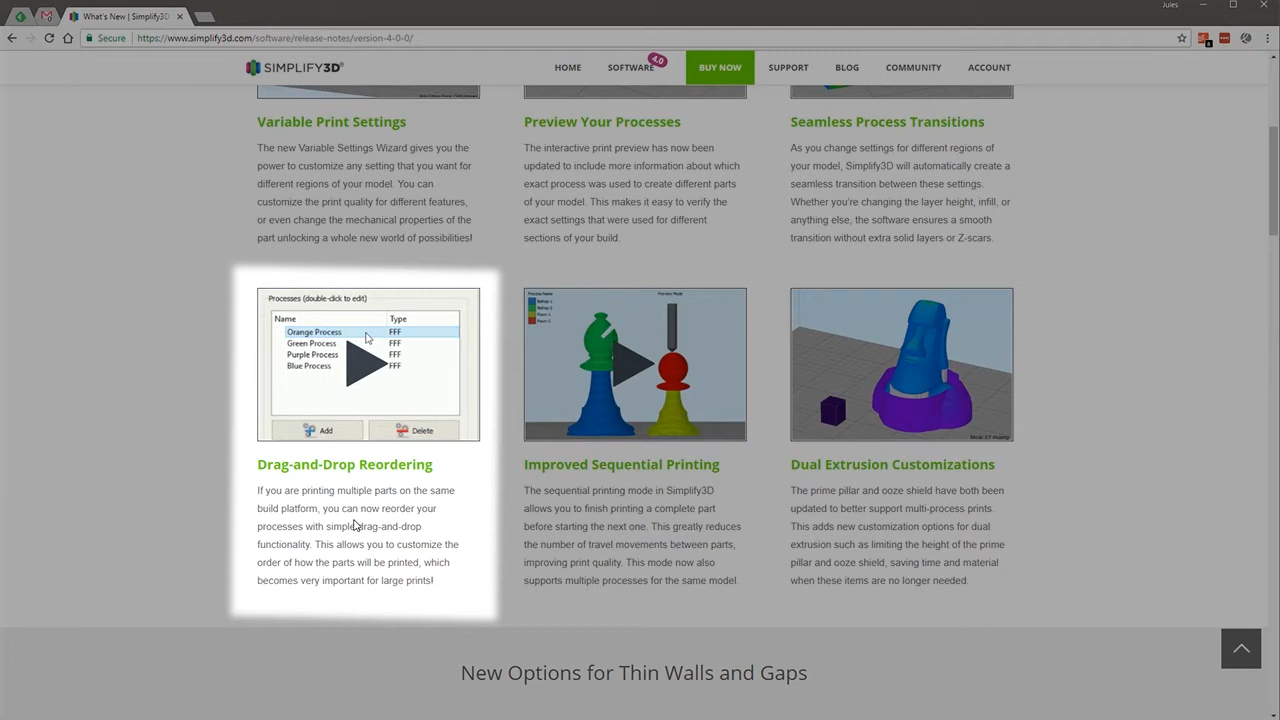 What's New | Simplify3D
Jules
Secure
https://www.simplify3d.com/software/release-notes/version-4-0-0/
SIMPLIFY3D
HOME
SOFTWARE
4.0
BUY NOW
SUPPORT
BLOG
COMMUNITY
ACCOUNT
Variable Print Settings
The new Variable Settings Wizard gives you the
power to customize any setting that you want for
different regions of your model. You can
customize the print quality for different features,
or even change the mechanical properties of the
part unlocking a whole new world of possibilities!
Preview Your Processes
The interactive print preview has now been
updated to include more information about which
exact process was used to create different parts
of your model. This makes it easy to verify the
exact settings that were used for different
sections of your build.
Seamless Process Transitions
As you change settings for different regions of
your model, Simplify3D will automatically create a
seamless transition between these settings.
Whether you're changing the layer height, infill, or
anything else, the software ensures a smooth
transition without extra solid layers or Z-scars.
Processes (double-click to edit)
Name Type
Orange Process FFF
Green Process FFF
Purple Process FFF
Blue Process FFF
Add Delete
Drag-and-Drop Reordering
If you are printing multiple parts on the same
build platform, you can now reorder your
processes with simple drag-and-drop
functionality. This allows you to customize the
order of how the parts will be printed, which
becomes very important for large prints!
Improved Sequential Printing
The sequential printing mode in Simplify3D
allows you to finish printing a complete part
before starting the next one. This greatly reduces
the number of travel movements between parts,
improving print quality. This mode now also
supports multiple processes for the same model.
Dual Extrusion Customizations
The prime pillar and ooze shield have both been
updated to better support multi-process prints.
This adds new customization options for dual
extrusion such as limiting the height of the prime
pillar and ooze shield, saving time and material
when these items are no longer needed.
New Options for Thin Walls and Gaps